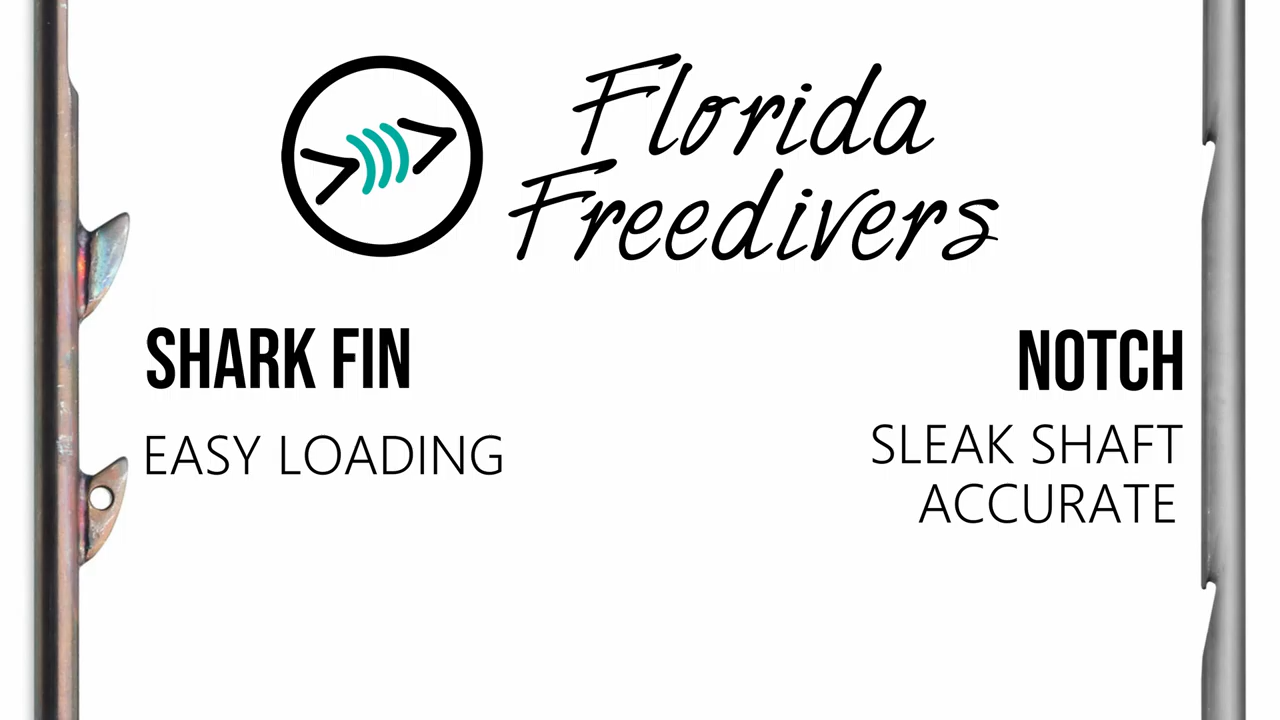 Florida
Freedivers
SHARK FIN
EASY LOADING
NOTCH
SLEAK SHAFT
ACCURATE